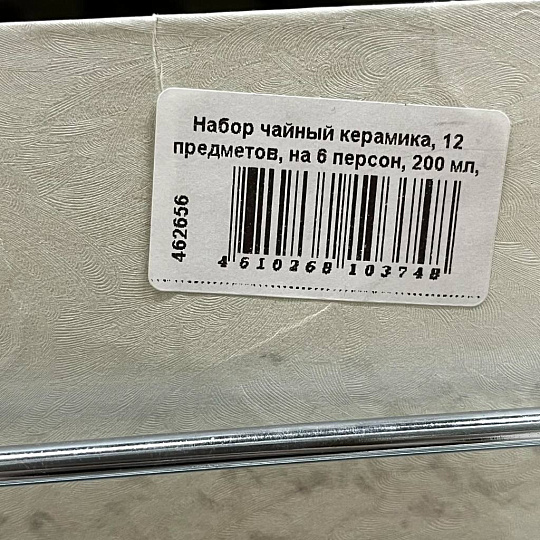 Набор чайный керамика, 12
предметов, на 6 персон, 200 мл,
462656
4 610268 103748